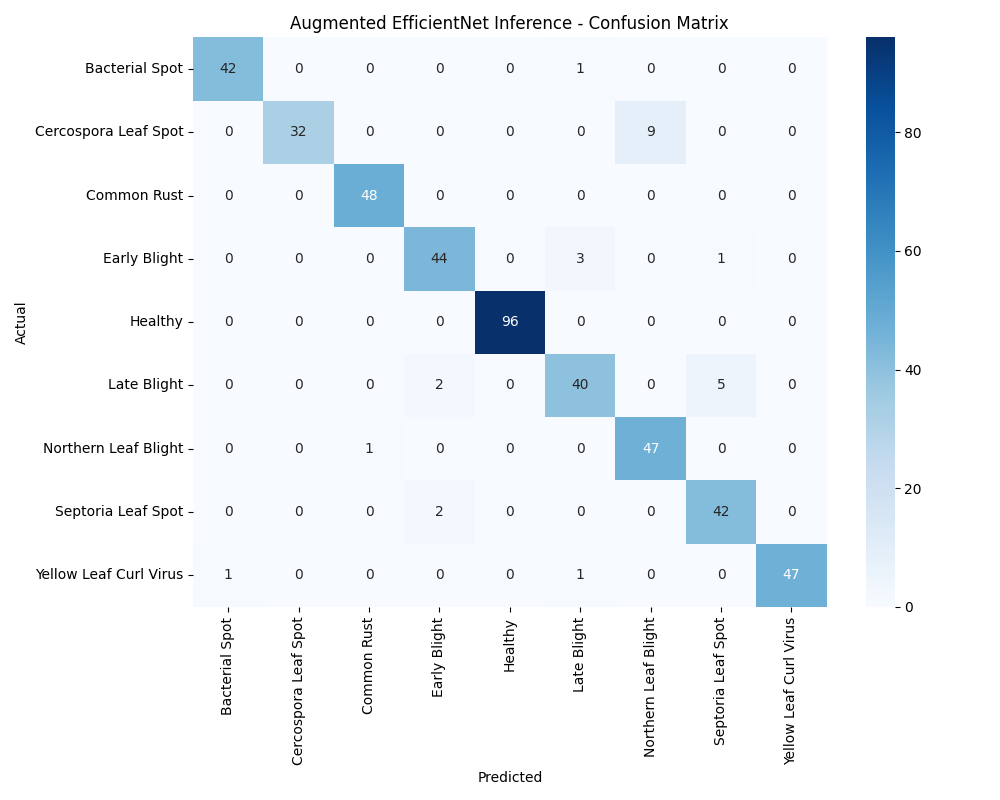 Augmented EfficientNet Inference - Confusion Matrix
Bacterial Spot 42 0 0 0 0 1 0 0 0
Cercospora Leaf Spot 0 32 0 0 0 0 9 0 0
Common Rust 0 0 48 0 0 0 0 0 0
Early Blight 0 0 0 44 0 3 0 1 0
Healthy 0 0 0 0 96 0 0 0 0
Late Blight 0 0 0 2 0 40 0 5 0
Northern Leaf Blight 0 0 1 0 0 0 47 0 0
Septoria Leaf Spot 0 0 0 2 0 0 0 42 0
Yellow Leaf Curl Virus 1 0 0 0 0 1 0 0 47
Actual
Bacterial Spot
Cercospora Leaf Spot
Common Rust
Early Blight
Healthy
Late Blight
Northern Leaf Blight
Septoria Leaf Spot
Yellow Leaf Curl Virus
Predicted
80
60
40
20
0